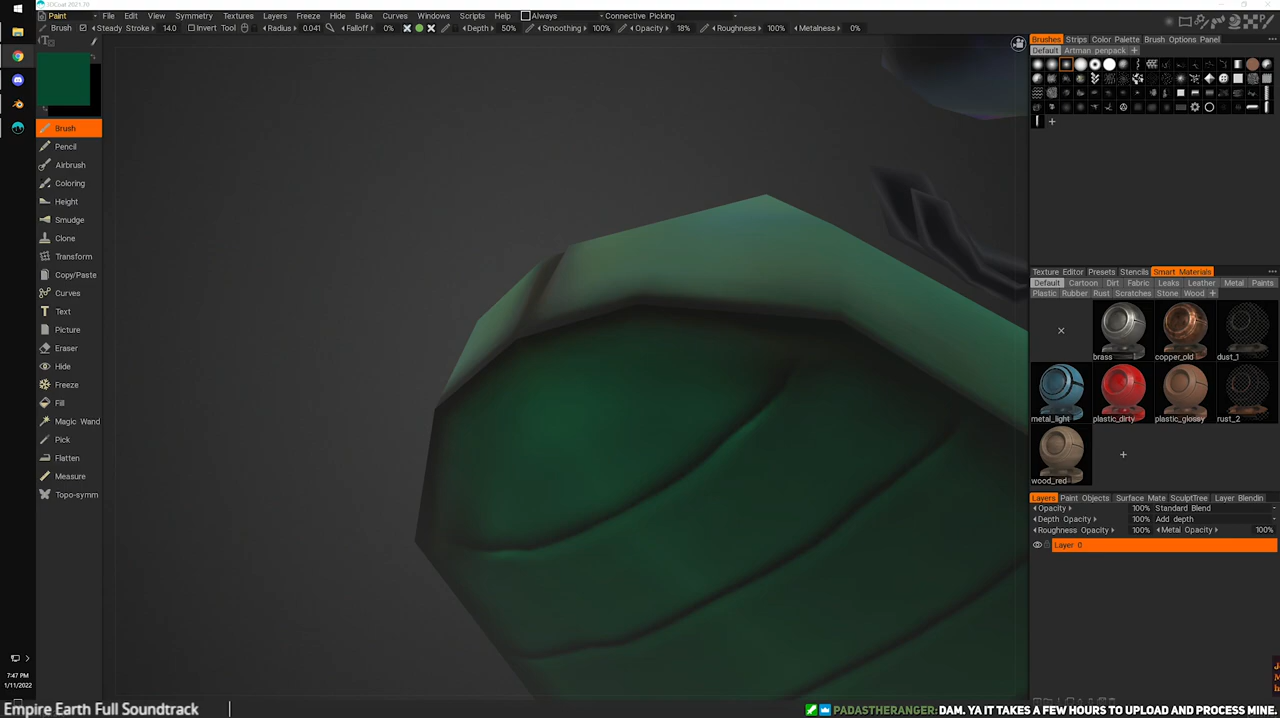 3DCoat 2021.70
Paint File Edit View Symmetry Textures Layers Freeze Hide Bake Curves Windows Scripts Help Always Connective Picking
Brush Steady Stroke 14.0 Invert Tool Radius 0.041 Falloff 0% Depth 50% Smoothing 100% Opacity 18% Roughness 100% Metalness 0%
Brush
Pencil
Airbrush
Coloring
Height
Smudge
Clone
Transform
Copy/Paste
Curves
Text
Picture
Eraser
Hide
Freeze
Fill
Magic Wand
Pick
Flatten
Measure
Topo-symm
Brushes Strips Color Palette Brush Options Panel
Default Artman penpack +
Texture Editor Presets Stencils Smart Materials
Default Cartoon Dirt Fabric Leaks Leather Metal Paints
Plastic Rubber Rust Scratches Stone Wood +
brass copper_old dust_1
metal_light plastic_dirty plastic_glossy rust_2
wood_red
Layers Paint Objects Surface Mate SculptTree Layer Blendin
Opacity 100% Standard Blend
Depth Opacity 100% Add depth
Roughness Opacity 100% Metal Opacity 100%
Layer 0
7:47 PM
1/11/2022
Empire Earth Full Soundtrack
PADASTHERANGER: DAM. YA IT TAKES A FEW HOURS TO UPLOAD AND PROCESS MINE.